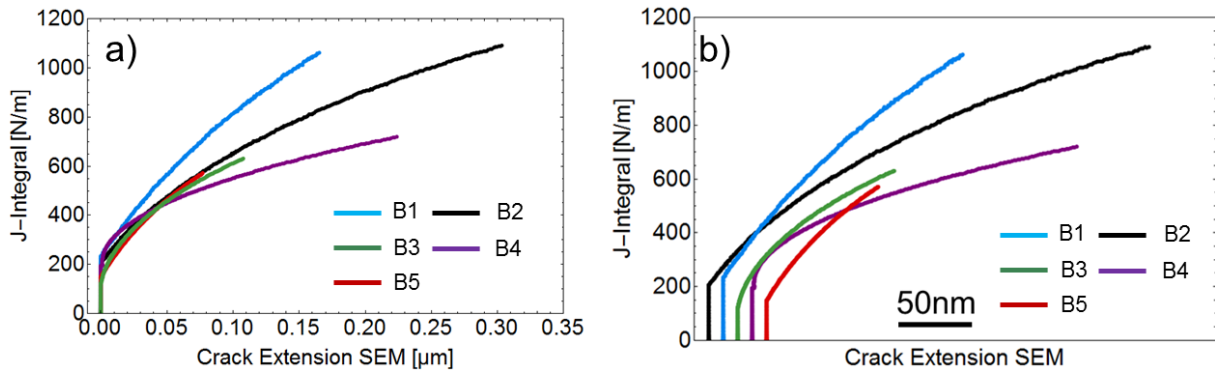 a)
J-Integral [N/m]
1200
1000
800
600
400
200
0
0.00 0.05 0.10 0.15 0.20 0.25 0.30 0.35
Crack Extension SEM [µm]
B1 B2
B3 B4
B5
b)
J-Integral [N/m]
1200
1000
800
600
400
200
0
50nm
Crack Extension SEM
B1 B2
B3 B4
B5